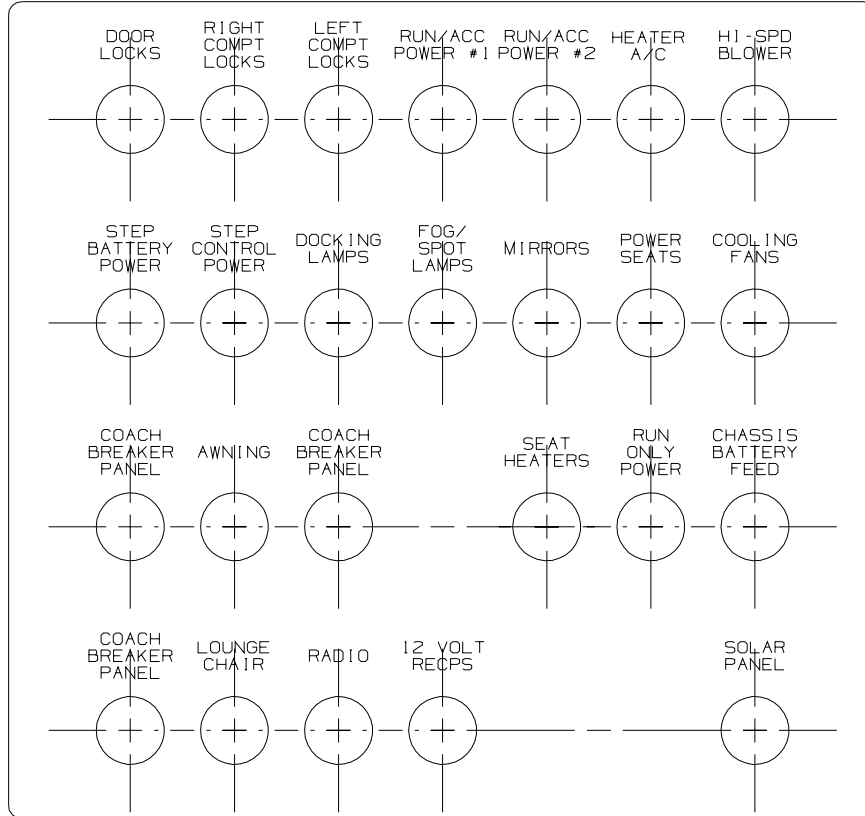 DOOR
LOCKS
RIGHT
COMPT
LOCKS
LEFT
COMPT
LOCKS
RUN/ACC
POWER #1
RUN/ACC
POWER #2
HEATER
A/C
HI-SPD
BLOWER
STEP
BATTERY
POWER
STEP
CONTROL
POWER
DOCKING
LAMPS
FOG/
SPOT
LAMPS
MIRRORS
POWER
SEATS
COOLING
FANS
COACH
BREAKER
PANEL
AWNING
COACH
BREAKER
PANEL
SEAT
HEATERS
RUN
ONLY
POWER
CHASSIS
BATTERY
FEED
COACH
BREAKER
PANEL
LOUNGE
CHAIR
RADIO
12 VOLT
RECPS
SOLAR
PANEL